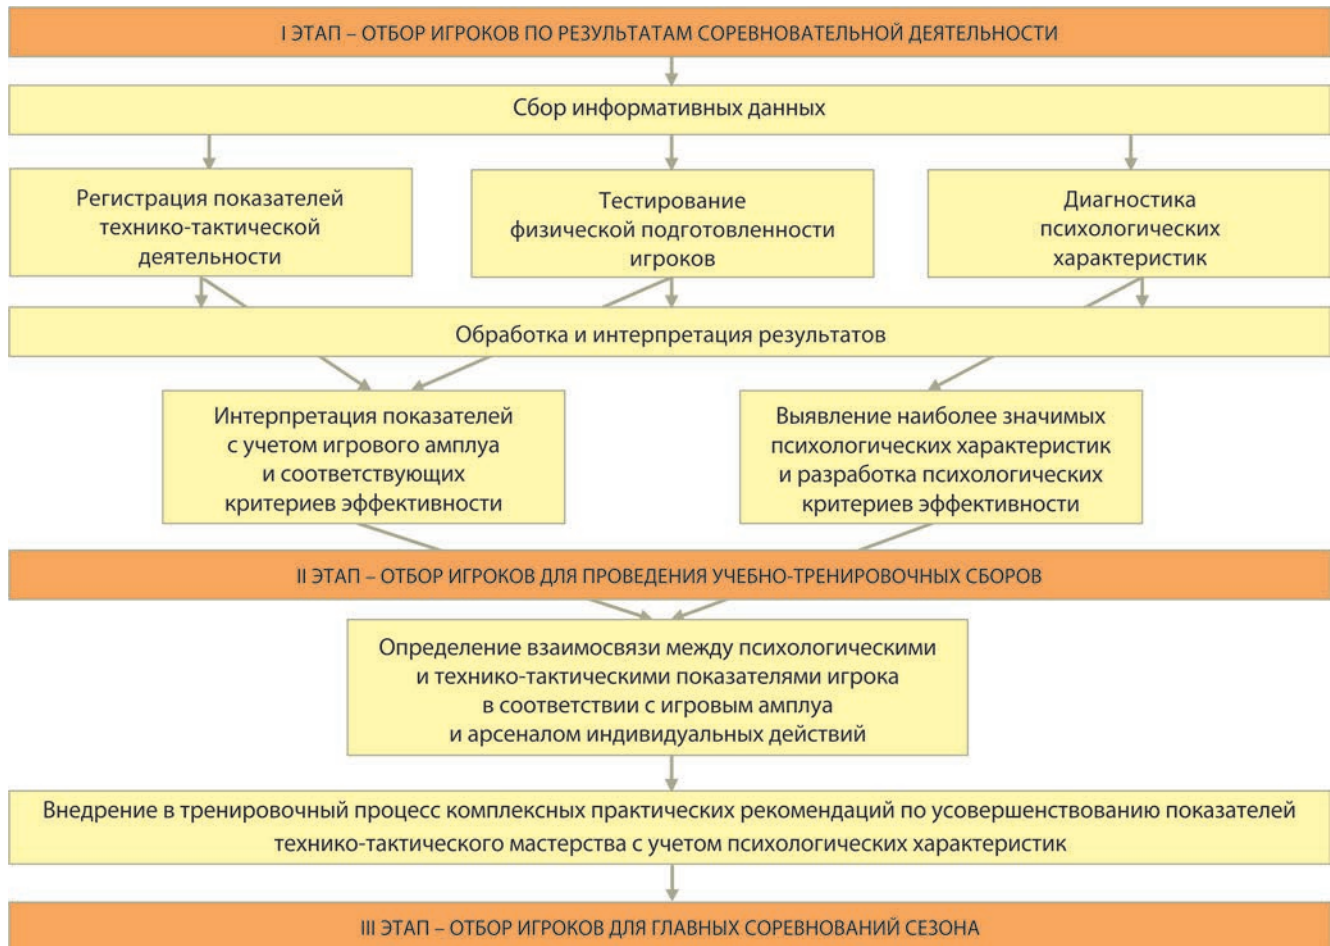 I ЭТАП – ОТБОР ИГРОКОВ ПО РЕЗУЛЬТАТАМ СОРЕВНОВАТЕЛЬНОЙ ДЕЯТЕЛЬНОСТИ
Сбор информативных данных
Регистрация показателей
технико-тактической
деятельности
Тестирование
физической подготовленности
игроков
Диагностика
психологических
характеристик
Обработка и интерпретация результатов
Интерпретация показателей
с учетом игрового амплуа
и соответствующих
критериев эффективности
Выявление наиболее значимых
психологических характеристик
и разработка психологических
критериев эффективности
II ЭТАП – ОТБОР ИГРОКОВ ДЛЯ ПРОВЕДЕНИЯ УЧЕБНО-ТРЕНИРОВОЧНЫХ СБОРОВ
Определение взаимосвязи между психологическими
и технико-тактическими показателями игрока
в соответствии с игровым амплуа
и арсеналом индивидуальных действий
Внедрение в тренировочный процесс комплексных практических рекомендаций по усовершенствованию показателей
технико-тактического мастерства с учетом психологических характеристик
III ЭТАП – ОТБОР ИГРОКОВ ДЛЯ ГЛАВНЫХ СОРЕВНОВАНИЙ СЕЗОНА